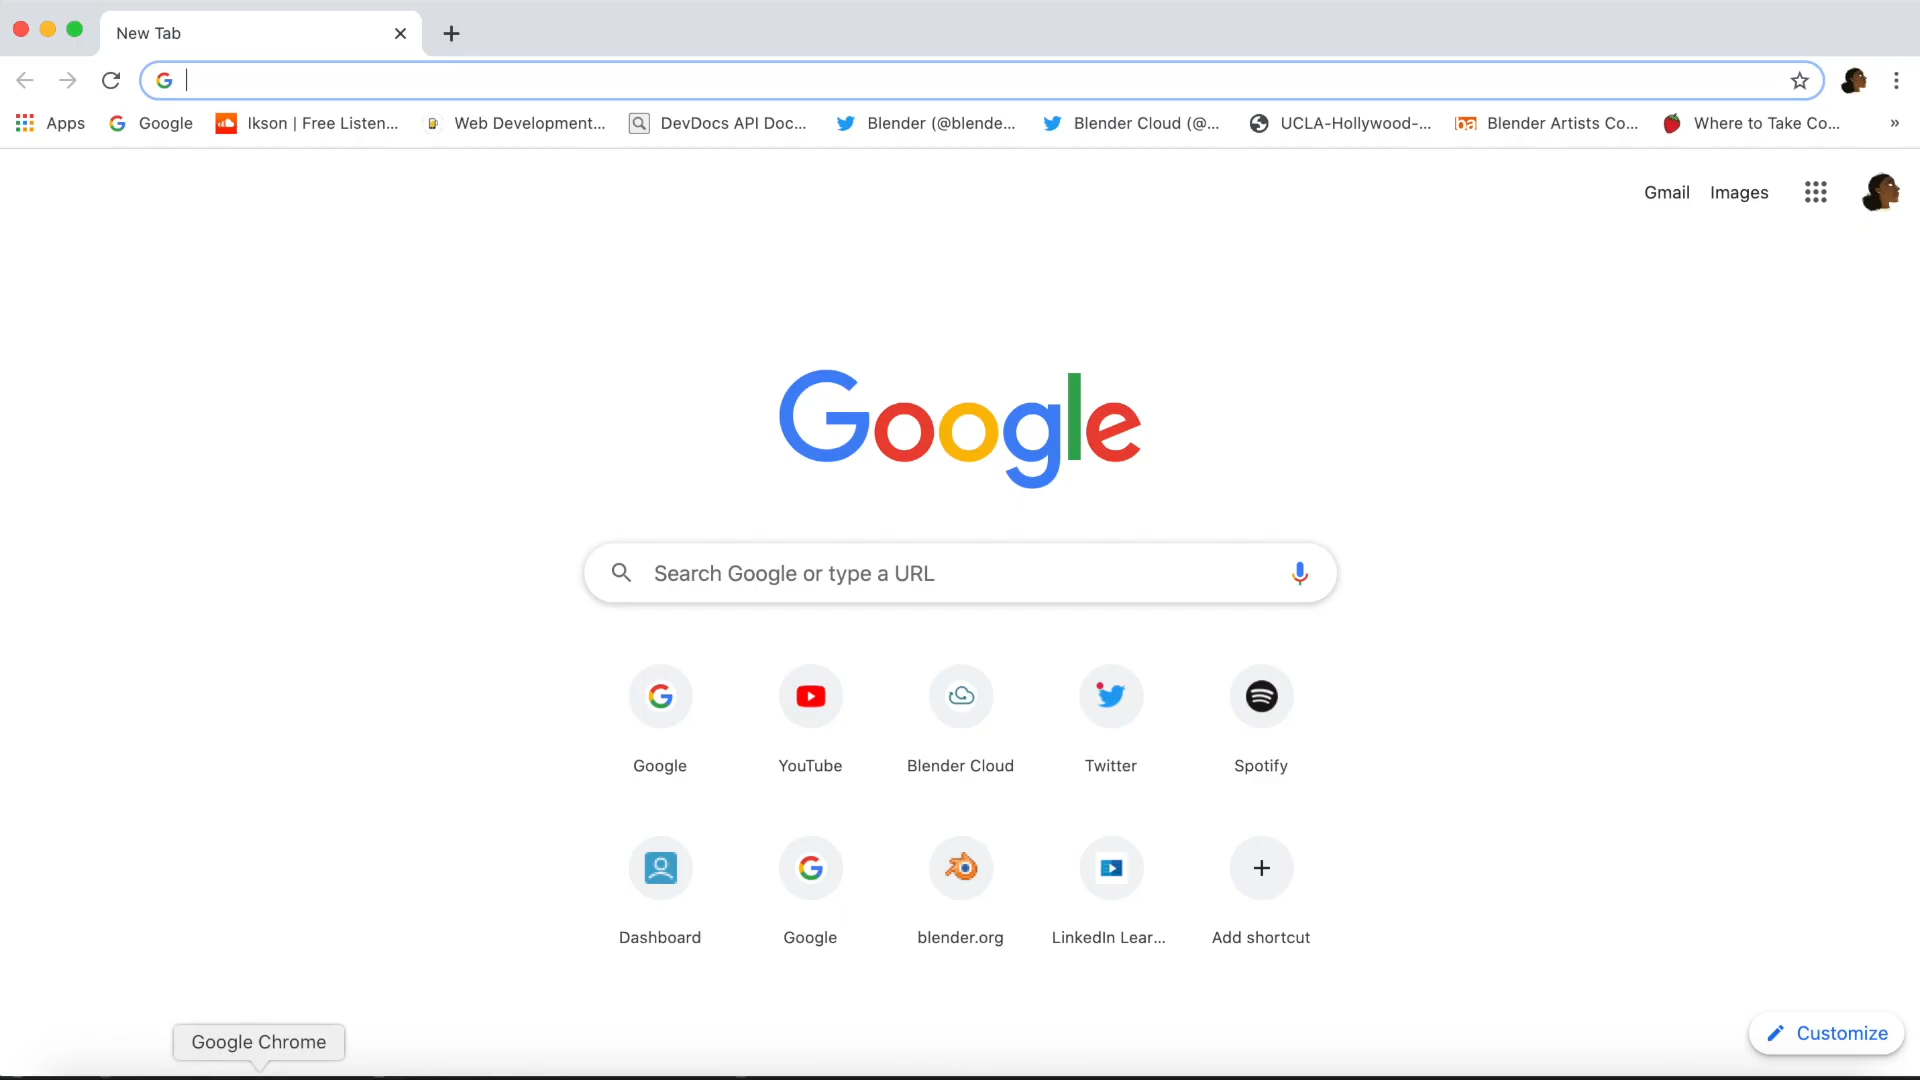 New Tab
Apps Google Ikson | Free Listen... Web Development... DevDocs API Doc... Blender (@blende... Blender Cloud (@... UCLA-Hollywood-... ba Blender Artists Co... Where to Take Co... »
Gmail Images
Google
Search Google or type a URL
Google YouTube Blender Cloud Twitter Spotify
Dashboard Google blender.org LinkedIn Lear... Add shortcut
Google Chrome
Customize